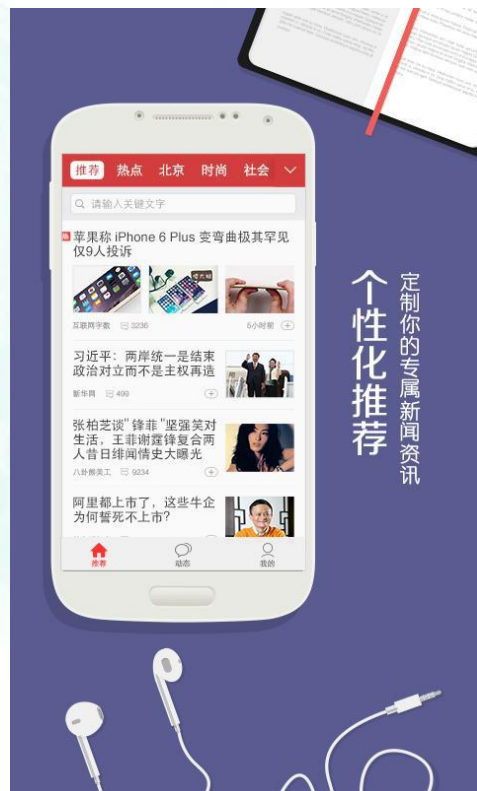 推荐 热点 北京 时尚 社会
请输入关键文字
苹果称 iPhone 6 Plus 变弯曲极其罕见
仅9人投诉
互联网字数 3236 5小时前
习近平：两岸统一是结束
政治对立而不是主权再造
新华网 499
张柏芝谈"锋菲"坚强笑对
生活，王菲谢霆锋复合两
人昔日绯闻情史大曝光
八卦狮美工 9234
阿里都上市了，这些牛企
为何誓死不上市？
推荐 动态 我的
个性化推荐
定制你的专属新闻资讯